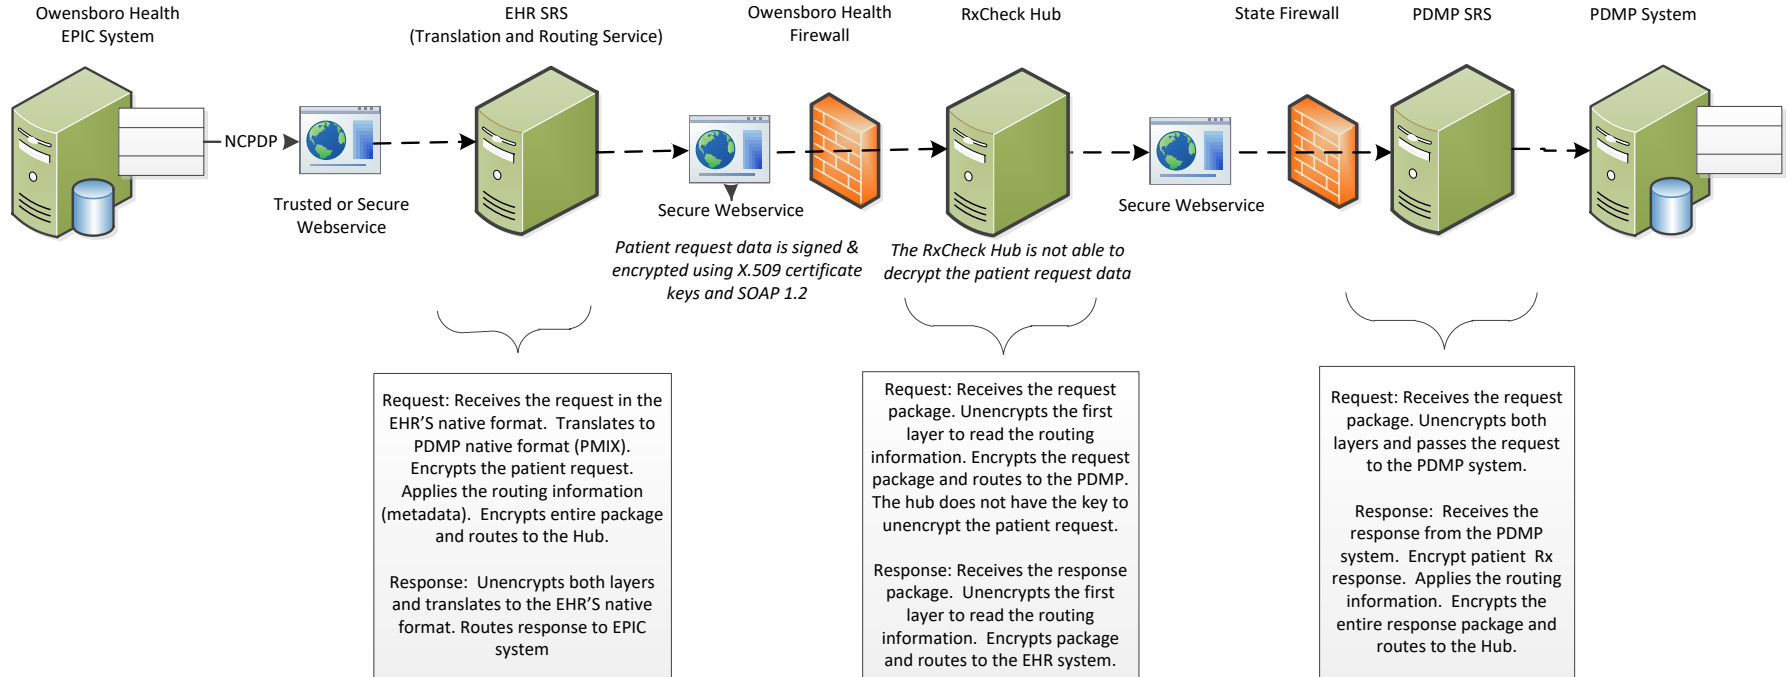 Owensboro Health
EPIC System
EHR SRS
(Translation and Routing Service)
Owensboro Health
Firewall
RxCheck Hub
State Firewall
PDMP SRS
PDMP System
NCPDP
Trusted or Secure
Webservice
Secure Webservice
Patient request data is signed &
encrypted using X.509 certificate
keys and SOAP 1.2
The RxCheck Hub is not able to
decrypt the patient request data
Secure Webservice
Request: Receives the request in the
EHR’S native format.  Translates to
PDMP native format (PMIX).
Encrypts the patient request.
Applies the routing information
(metadata).  Encrypts entire package
and routes to the Hub.
Response:  Unencrypts both layers
and translates to the EHR’S native
format. Routes response to EPIC
system
Request: Receives the request
package. Unencrypts the first
layer to read the routing
information. Encrypts the request
package and routes to the PDMP.
The hub does not have the key to
unencrypt the patient request.
Response: Receives the response
package.  Unencrypts the first
layer to read the routing
information.  Encrypts package
and routes to the EHR system.
Request: Receives the request
package. Unencrypts both
layers and passes the request
to the PDMP system.
Response:  Receives the
response from the PDMP
system.  Encrypt patient  Rx
response.  Applies the routing
information.  Encrypts the
entire response package and
routes to the Hub.